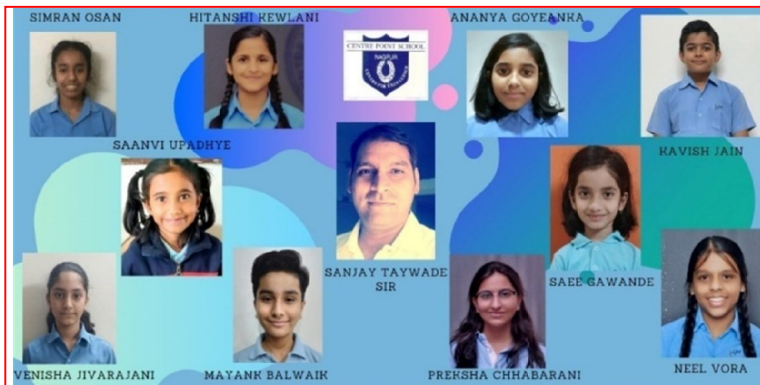 SIMRAN OSAN
HITANSHI KEWLANI
ANANYA GOYEANKA
CENTRE POINT SCHOOL
NAGPUR
SAANVI UPADHYE
KAVISH JAIN
SANJAY TAYWADE
SIR
SAEE GAWANDE
VENISHA JIVARAJANI
MAYANK BALWAIK
PREKSHA CHHABARANI
NEEL VORA